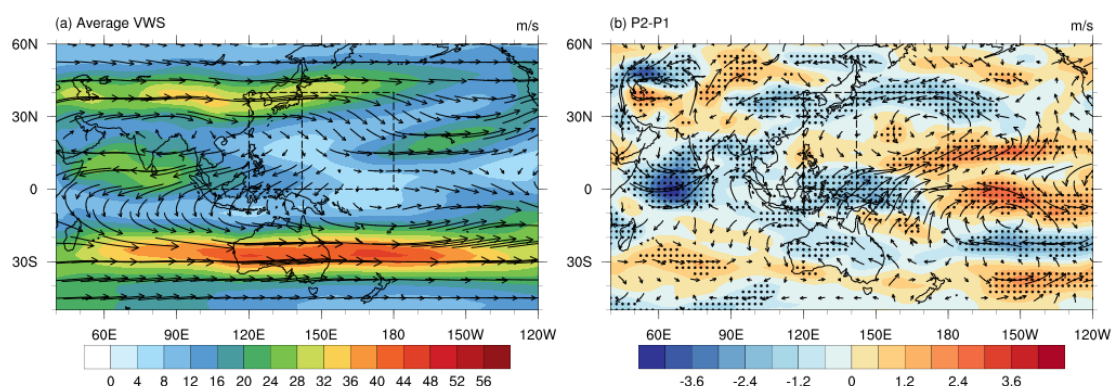 (a) Average VWS m/s
60N
30N
0
30S
60E 90E 120E 150E 180 150W 120W
0 4 8 12 16 20 24 28 32 36 40 44 48 52 56
(b) P2-P1 m/s
60N
30N
0
30S
60E 90E 120E 150E 180 150W 120W
-3.6 -2.4 -1.2 0 1.2 2.4 3.6